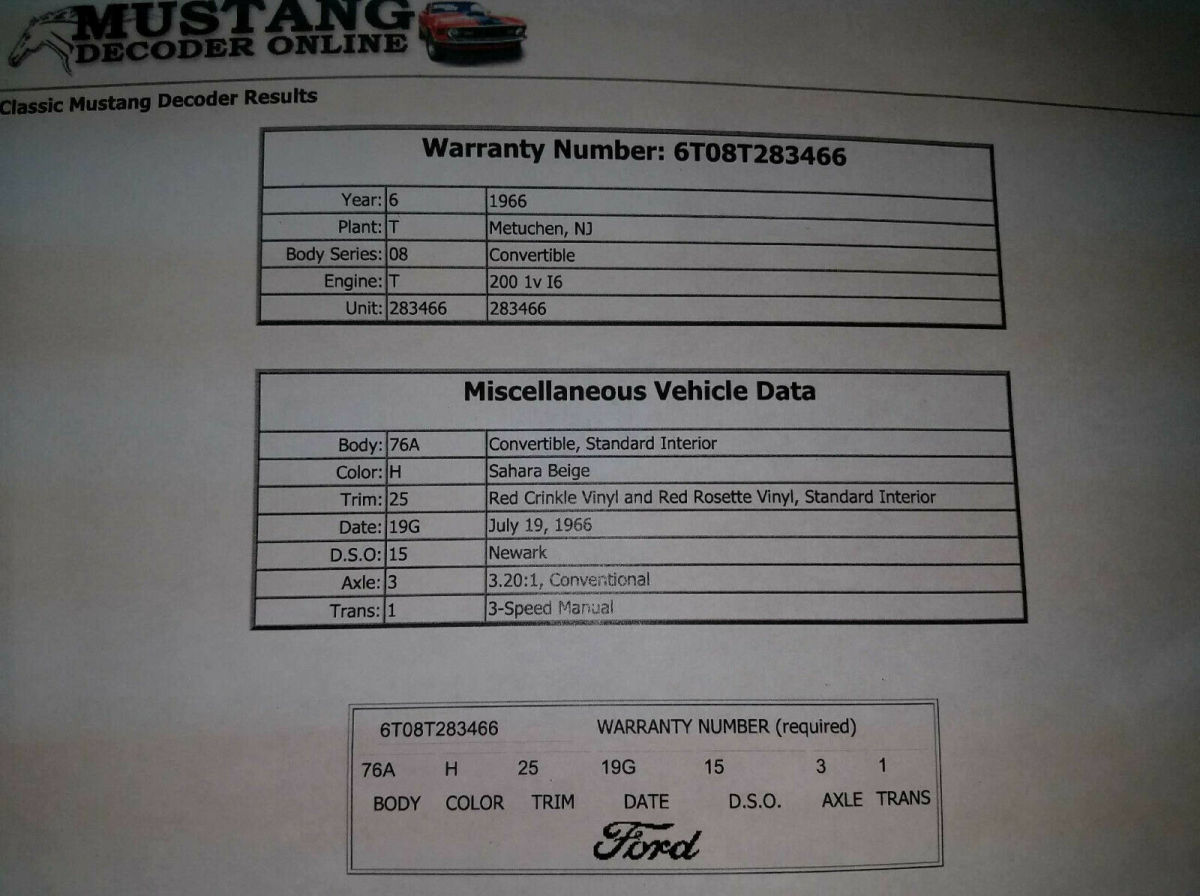 MUSTANG
DECODER ONLINE
Classic Mustang Decoder Results
Warranty Number: 6T08T283466
Year: 6 1966
Plant: T Metuchen, NJ
Body Series: 08 Convertible
Engine: T 200 1v I6
Unit: 283466 283466
Miscellaneous Vehicle Data
Body: 76A Convertible, Standard Interior
Color: H Sahara Beige
Trim: 25 Red Crinkle Vinyl and Red Rosette Vinyl, Standard Interior
Date: 19G July 19, 1966
D.S.O: 15 Newark
Axle: 3 3.20:1, Conventional
Trans: 1 3-Speed Manual
6T08T283466 WARRANTY NUMBER (required)
76A H 25 19G 15 3 1
BODY COLOR TRIM DATE D.S.O. AXLE TRANS
Ford